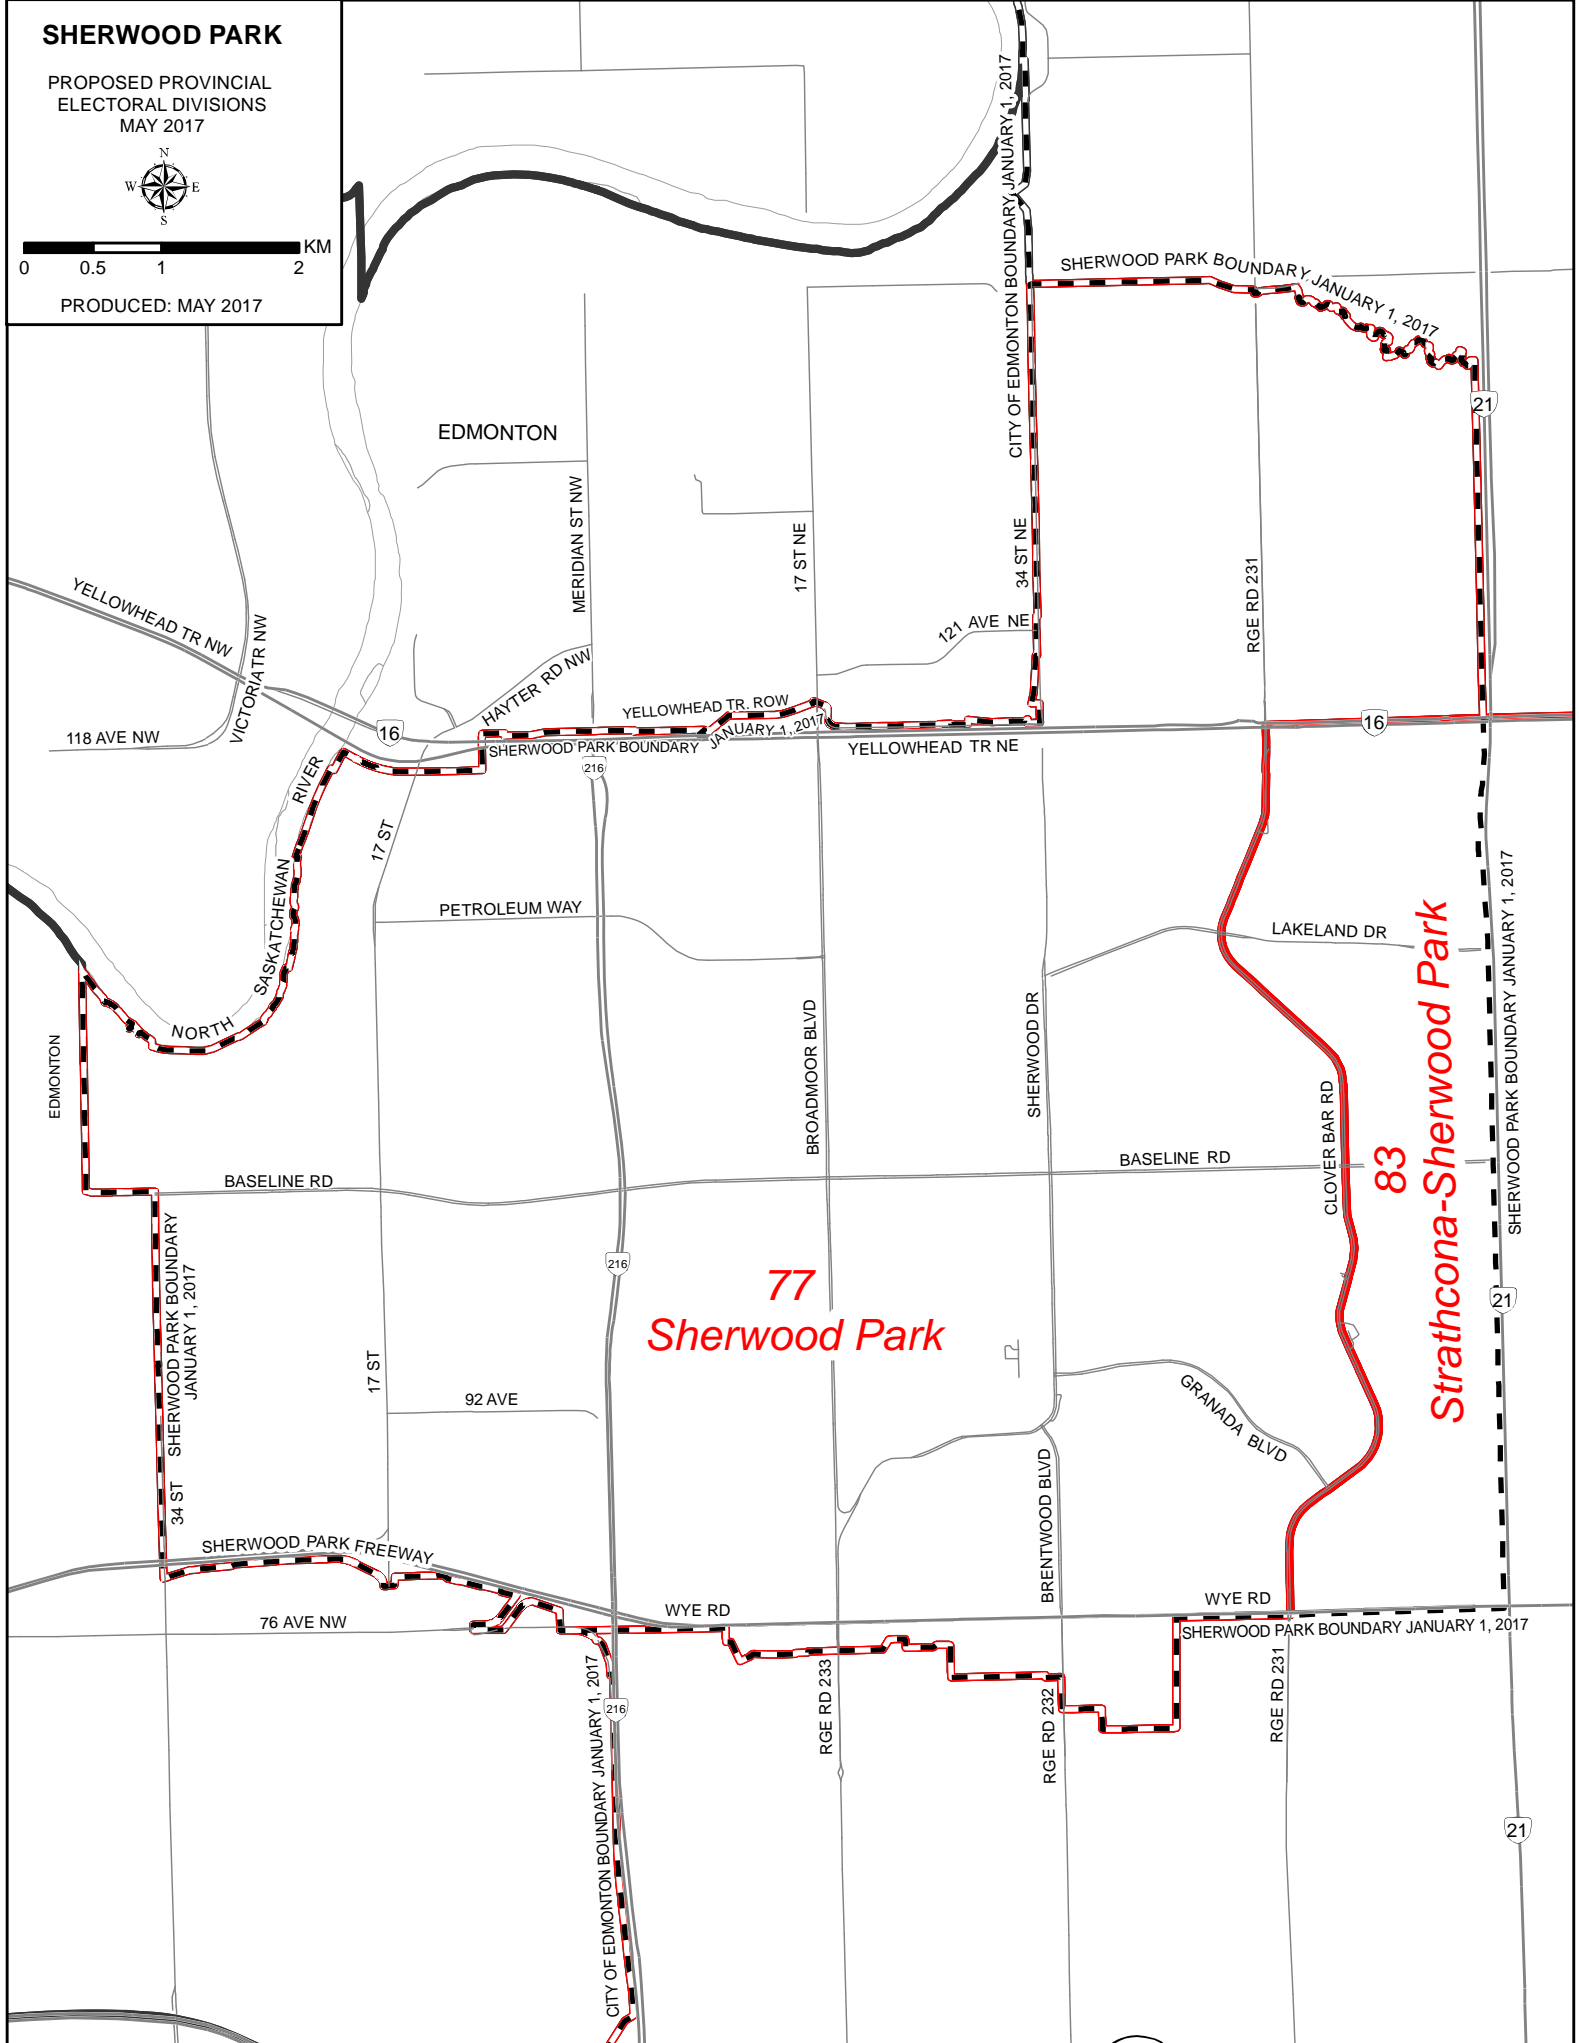 SHERWOOD PARK
PROPOSED PROVINCIAL
ELECTORAL DIVISIONS
MAY 2017
N
W E
S
KM
0 0.5 1 2
PRODUCED: MAY 2017
CITY OF EDMONTON BOUNDARY JANUARY 1, 2017
SHERWOOD PARK BOUNDARY JANUARY 1, 2017
21
EDMONTON
MERIDIAN ST NW
17 ST NE
34 ST NE
RGE RD 231
YELLOWHEAD TR NW
VICTORIA TR NW
121 AVE NE
HAYTER RD NW
118 AVE NW
16
YELLOWHEAD TR. ROW
SHERWOOD PARK BOUNDARY JANUARY 1, 2017
YELLOWHEAD TR NE
16
216
NORTH SASKATCHEWAN RIVER
17 ST
PETROLEUM WAY
LAKELAND DR
EDMONTON
BROADMOOR BLVD
SHERWOOD DR
CLOVER BAR RD
83
Strathcona-Sherwood Park
SHERWOOD PARK BOUNDARY JANUARY 1, 2017
BASELINE RD
BASELINE RD
SHERWOOD PARK BOUNDARY
JANUARY 1, 2017
216
77
Sherwood Park
21
17 ST
92 AVE
GRANADA BLVD
34 ST
BRENTWOOD BLVD
SHERWOOD PARK FREEWAY
76 AVE NW
WYE RD
WYE RD
SHERWOOD PARK BOUNDARY JANUARY 1, 2017
CITY OF EDMONTON BOUNDARY JANUARY 1, 2017
216
RGE RD 233
RGE RD 232
RGE RD 231
21